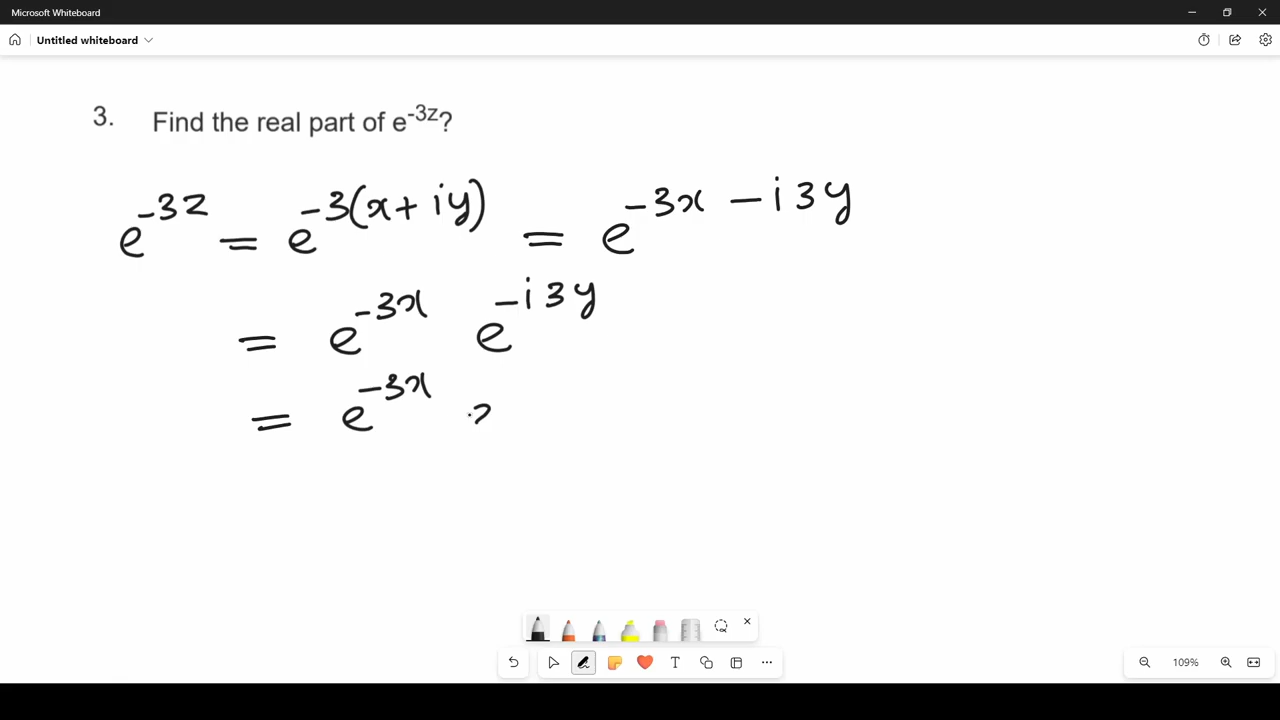 Microsoft Whiteboard
Untitled whiteboard
3. Find the real part of e^-3z?
e^-3z = e^-3(x+iy) = e^-3x-i3y
= e^-3x e^-i3y
= e^-3x
T
109%